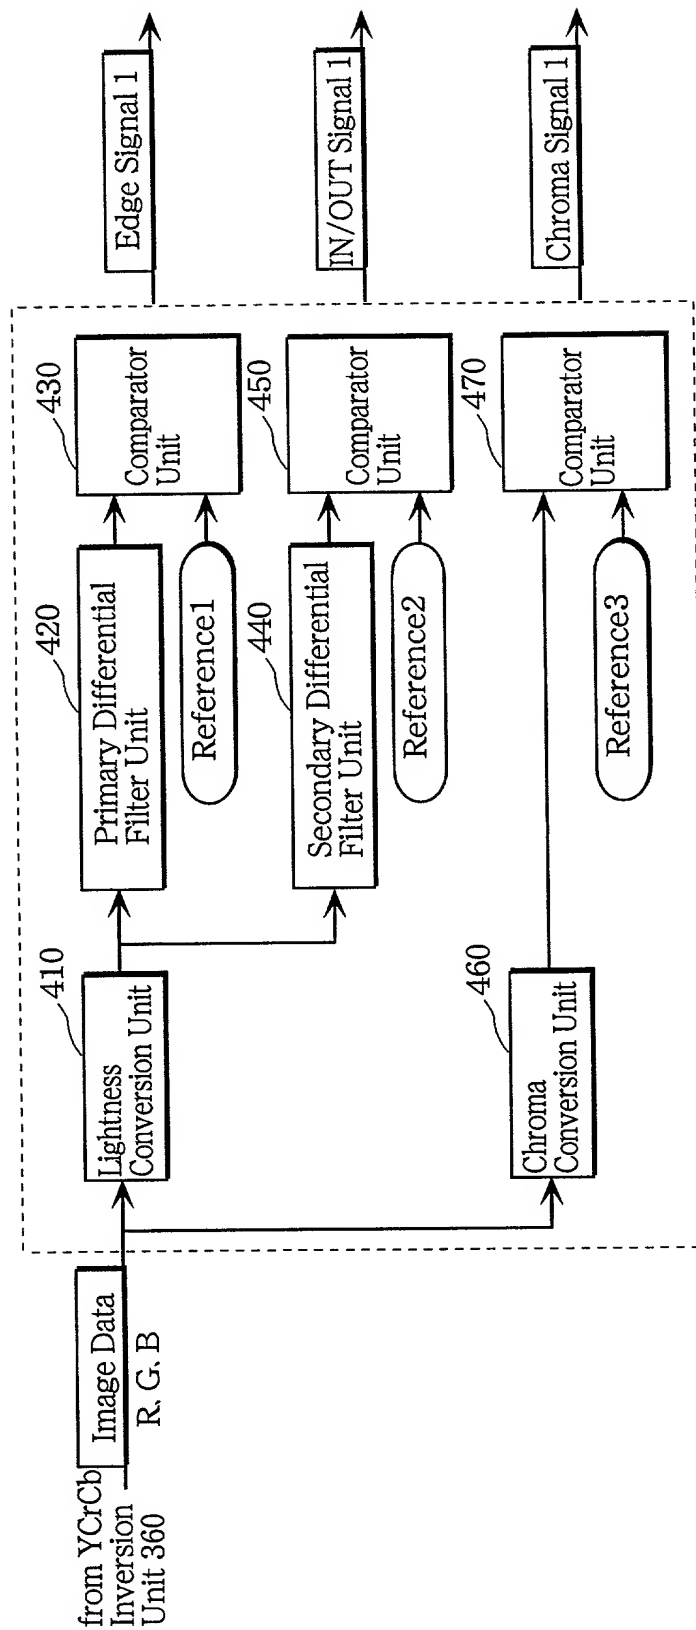 from YCrCb
Inversion
Unit 360
Image Data
R. G. B
410
Lightness
Conversion Unit
420
Primary Differential
Filter Unit
Reference1
430
Comparator
Unit
Edge Signal 1
440
Secondary Differential
Filter Unit
Reference2
450
Comparator
Unit
IN/OUT Signal 1
460
Chroma
Conversion Unit
Reference3
470
Comparator
Unit
Chroma Signal 1